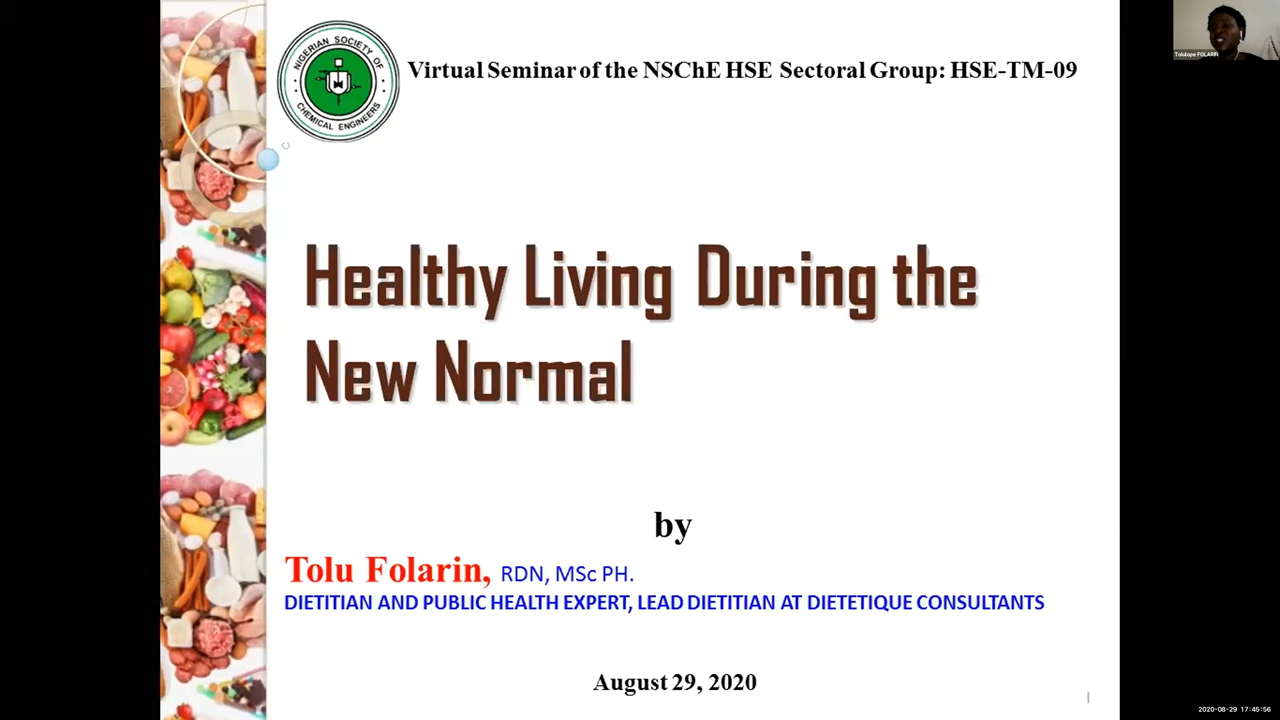 NIGERIAN SOCIETY OF
CHEMICAL ENGINEERS
Virtual Seminar of the NSChE HSE Sectoral Group: HSE-TM-09
Tolulope FOLARIN
Healthy Living During the
New Normal
by
Tolu Folarin, RDN, MSc PH.
DIETITIAN AND PUBLIC HEALTH EXPERT, LEAD DIETITIAN AT DIETETIQUE CONSULTANTS
August 29, 2020
2020-08-29 17:45:56